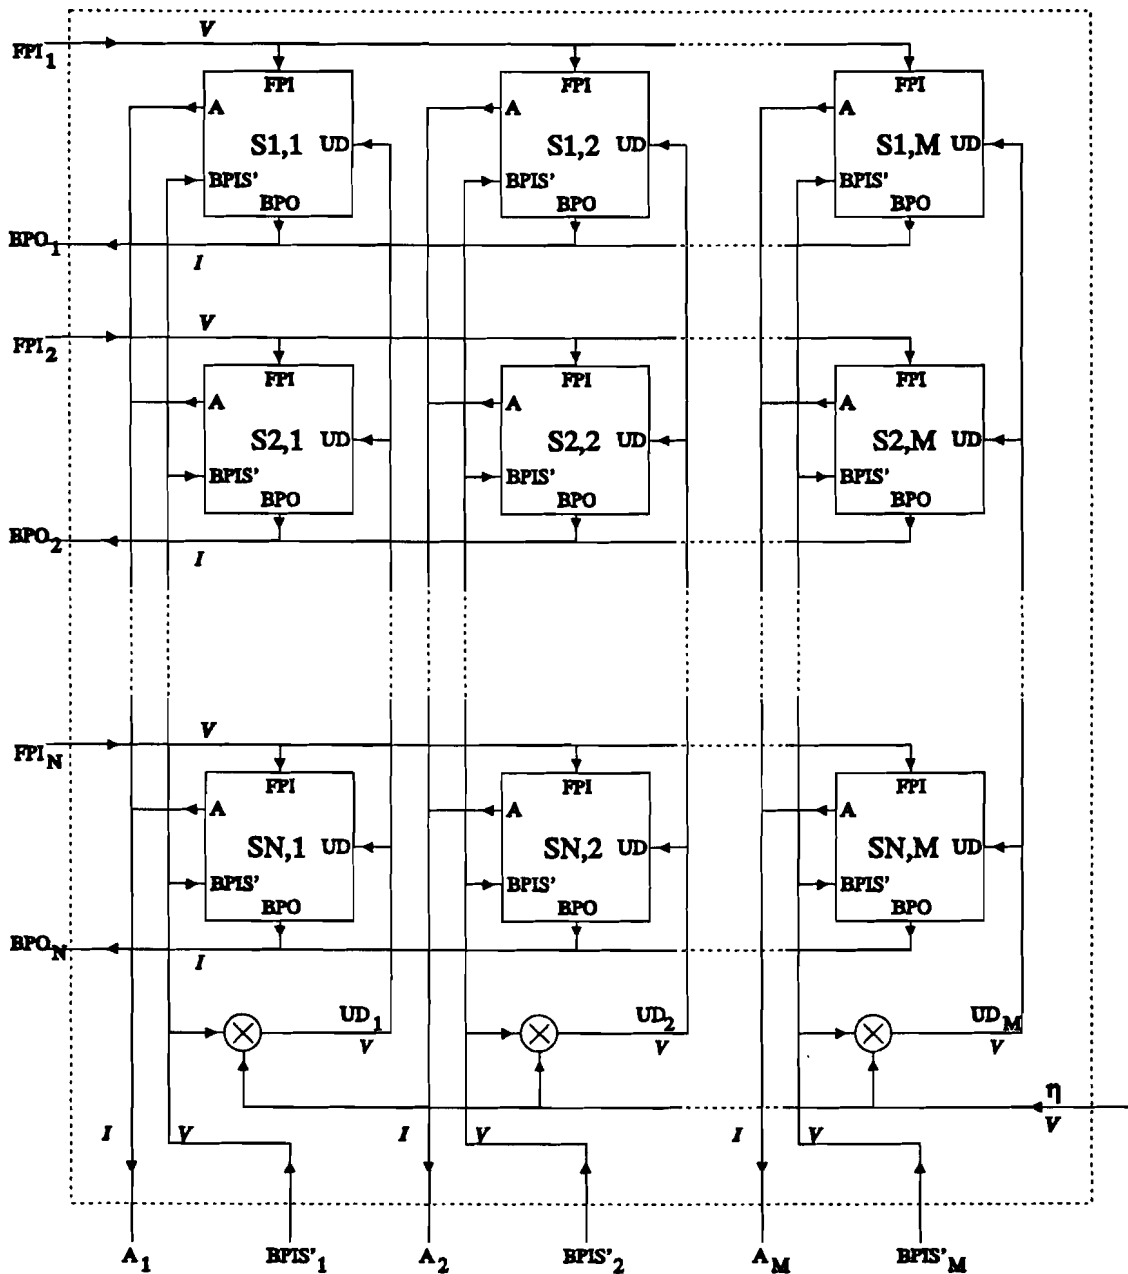 FPI1 V
FPI FPI FPI
A A A
S1,1 UD S1,2 UD S1,M UD
BPIS' BPIS' BPIS'
BPO BPO BPO
BPO1
I
FPI2 V
FPI FPI FPI
A A A
S2,1 UD S2,2 UD S2,M UD
BPIS' BPIS' BPIS'
BPO BPO BPO
BPO2
I
FPIN V
FPI FPI FPI
A A A
SN,1 UD SN,2 UD SN,M UD
BPIS' BPIS' BPIS'
BPO BPO BPO
BPON
I
UD1 UD2 UDM
V V V
η
V
I V I V I V
A1 BPIS'1 A2 BPIS'2 AM BPIS'M